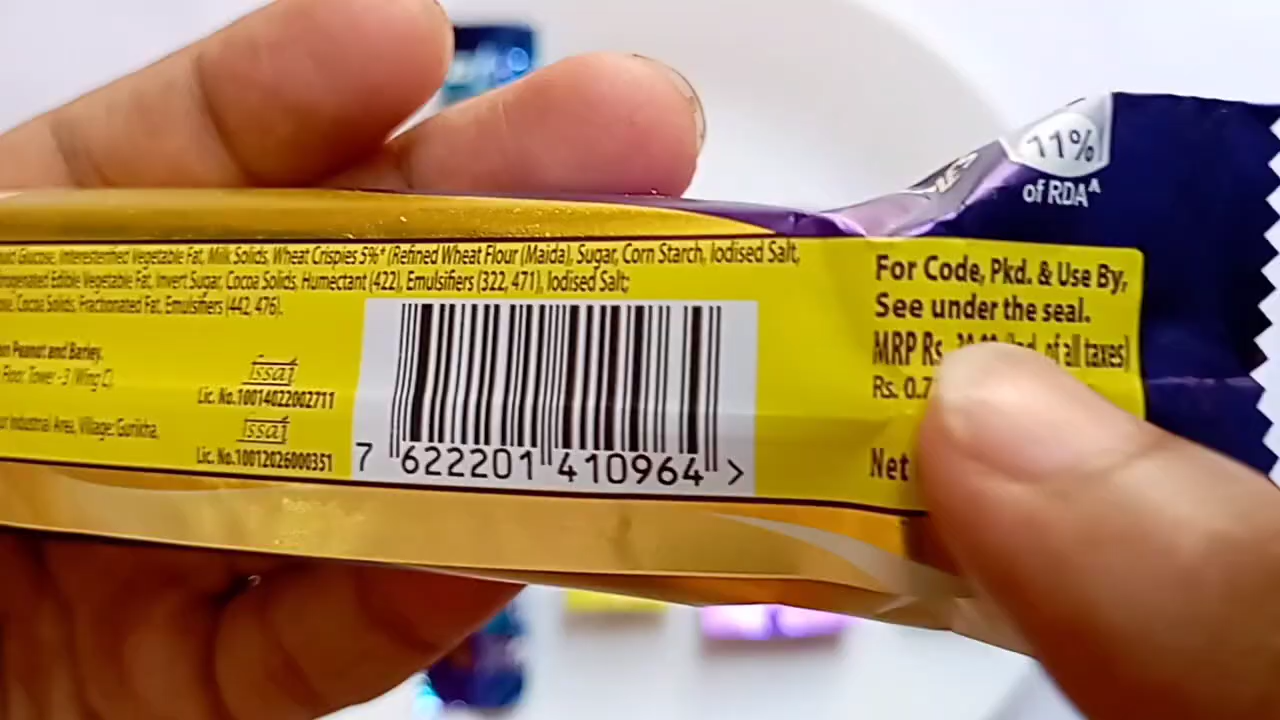 11%
of RDA^A
Glucose, Interesterified Vegetable Fat, Milk Solids, Wheat Crispies 5%* (Refined Wheat Flour (Maida), Sugar, Corn Starch, Iodised Salt,
Edible Vegetable Fat, Invert Sugar, Cocoa Solids, Humectant (422), Emulsifiers (322, 471), Iodised Salt;
Cocoa Solids, Fractionated Fat, Emulsifiers (442, 476).
Peanut and Barley.
Floor, Tower - 3 (Wing C)
fssai
Lic. No.10014022002711
Industrial Area, Village: Gurikha,
fssai
Lic. No.10012026000351
7 622201 410964 >
For Code, Pkd. & Use By,
See under the seal.
MRP Rs. of all taxes)
Rs. 0.7
Net